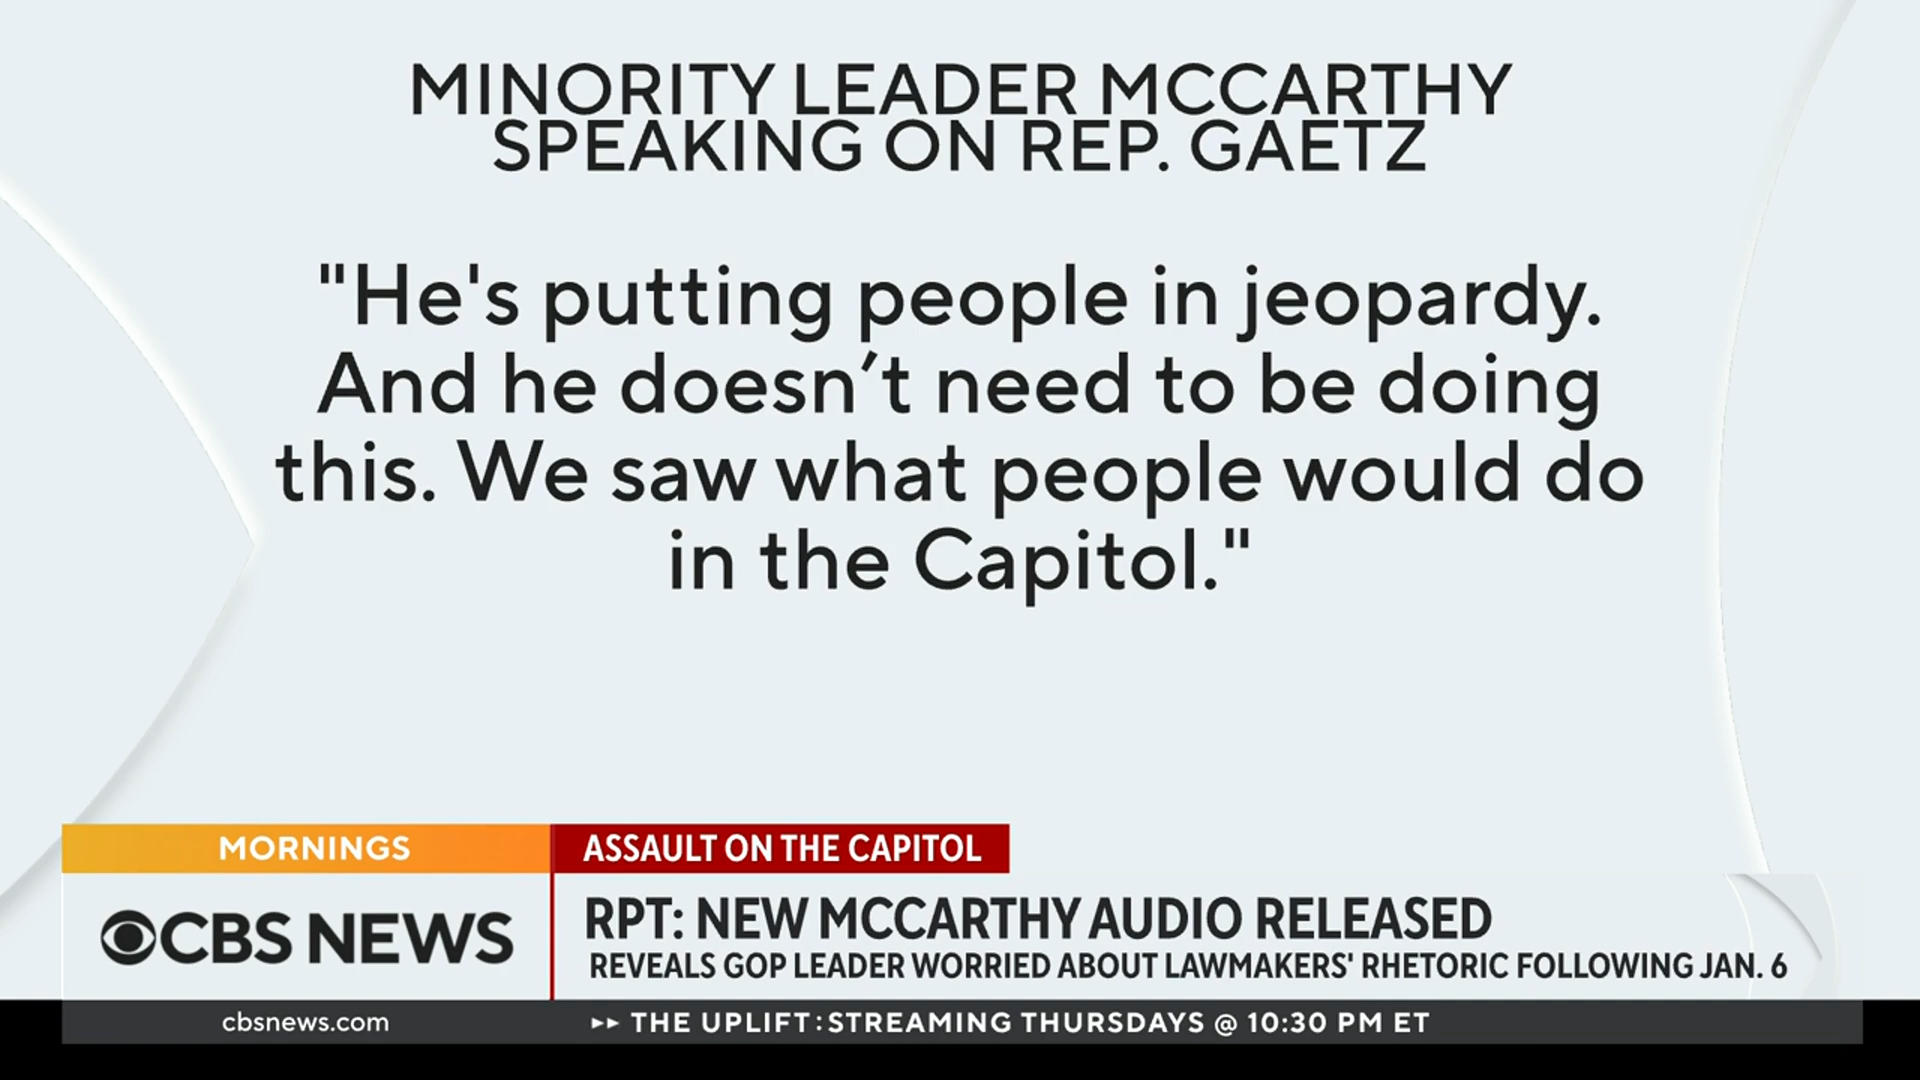 MINORITY LEADER MCCARTHY
SPEAKING ON REP. GAETZ
"He's putting people in jeopardy.
And he doesn’t need to be doing
this. We saw what people would do
in the Capitol."
MORNINGS
ASSAULT ON THE CAPITOL
CBS NEWS
RPT: NEW MCCARTHY AUDIO RELEASED
REVEALS GOP LEADER WORRIED ABOUT LAWMAKERS' RHETORIC FOLLOWING JAN. 6
cbsnews.com
THE UPLIFT: STREAMING THURSDAYS @ 10:30 PM ET